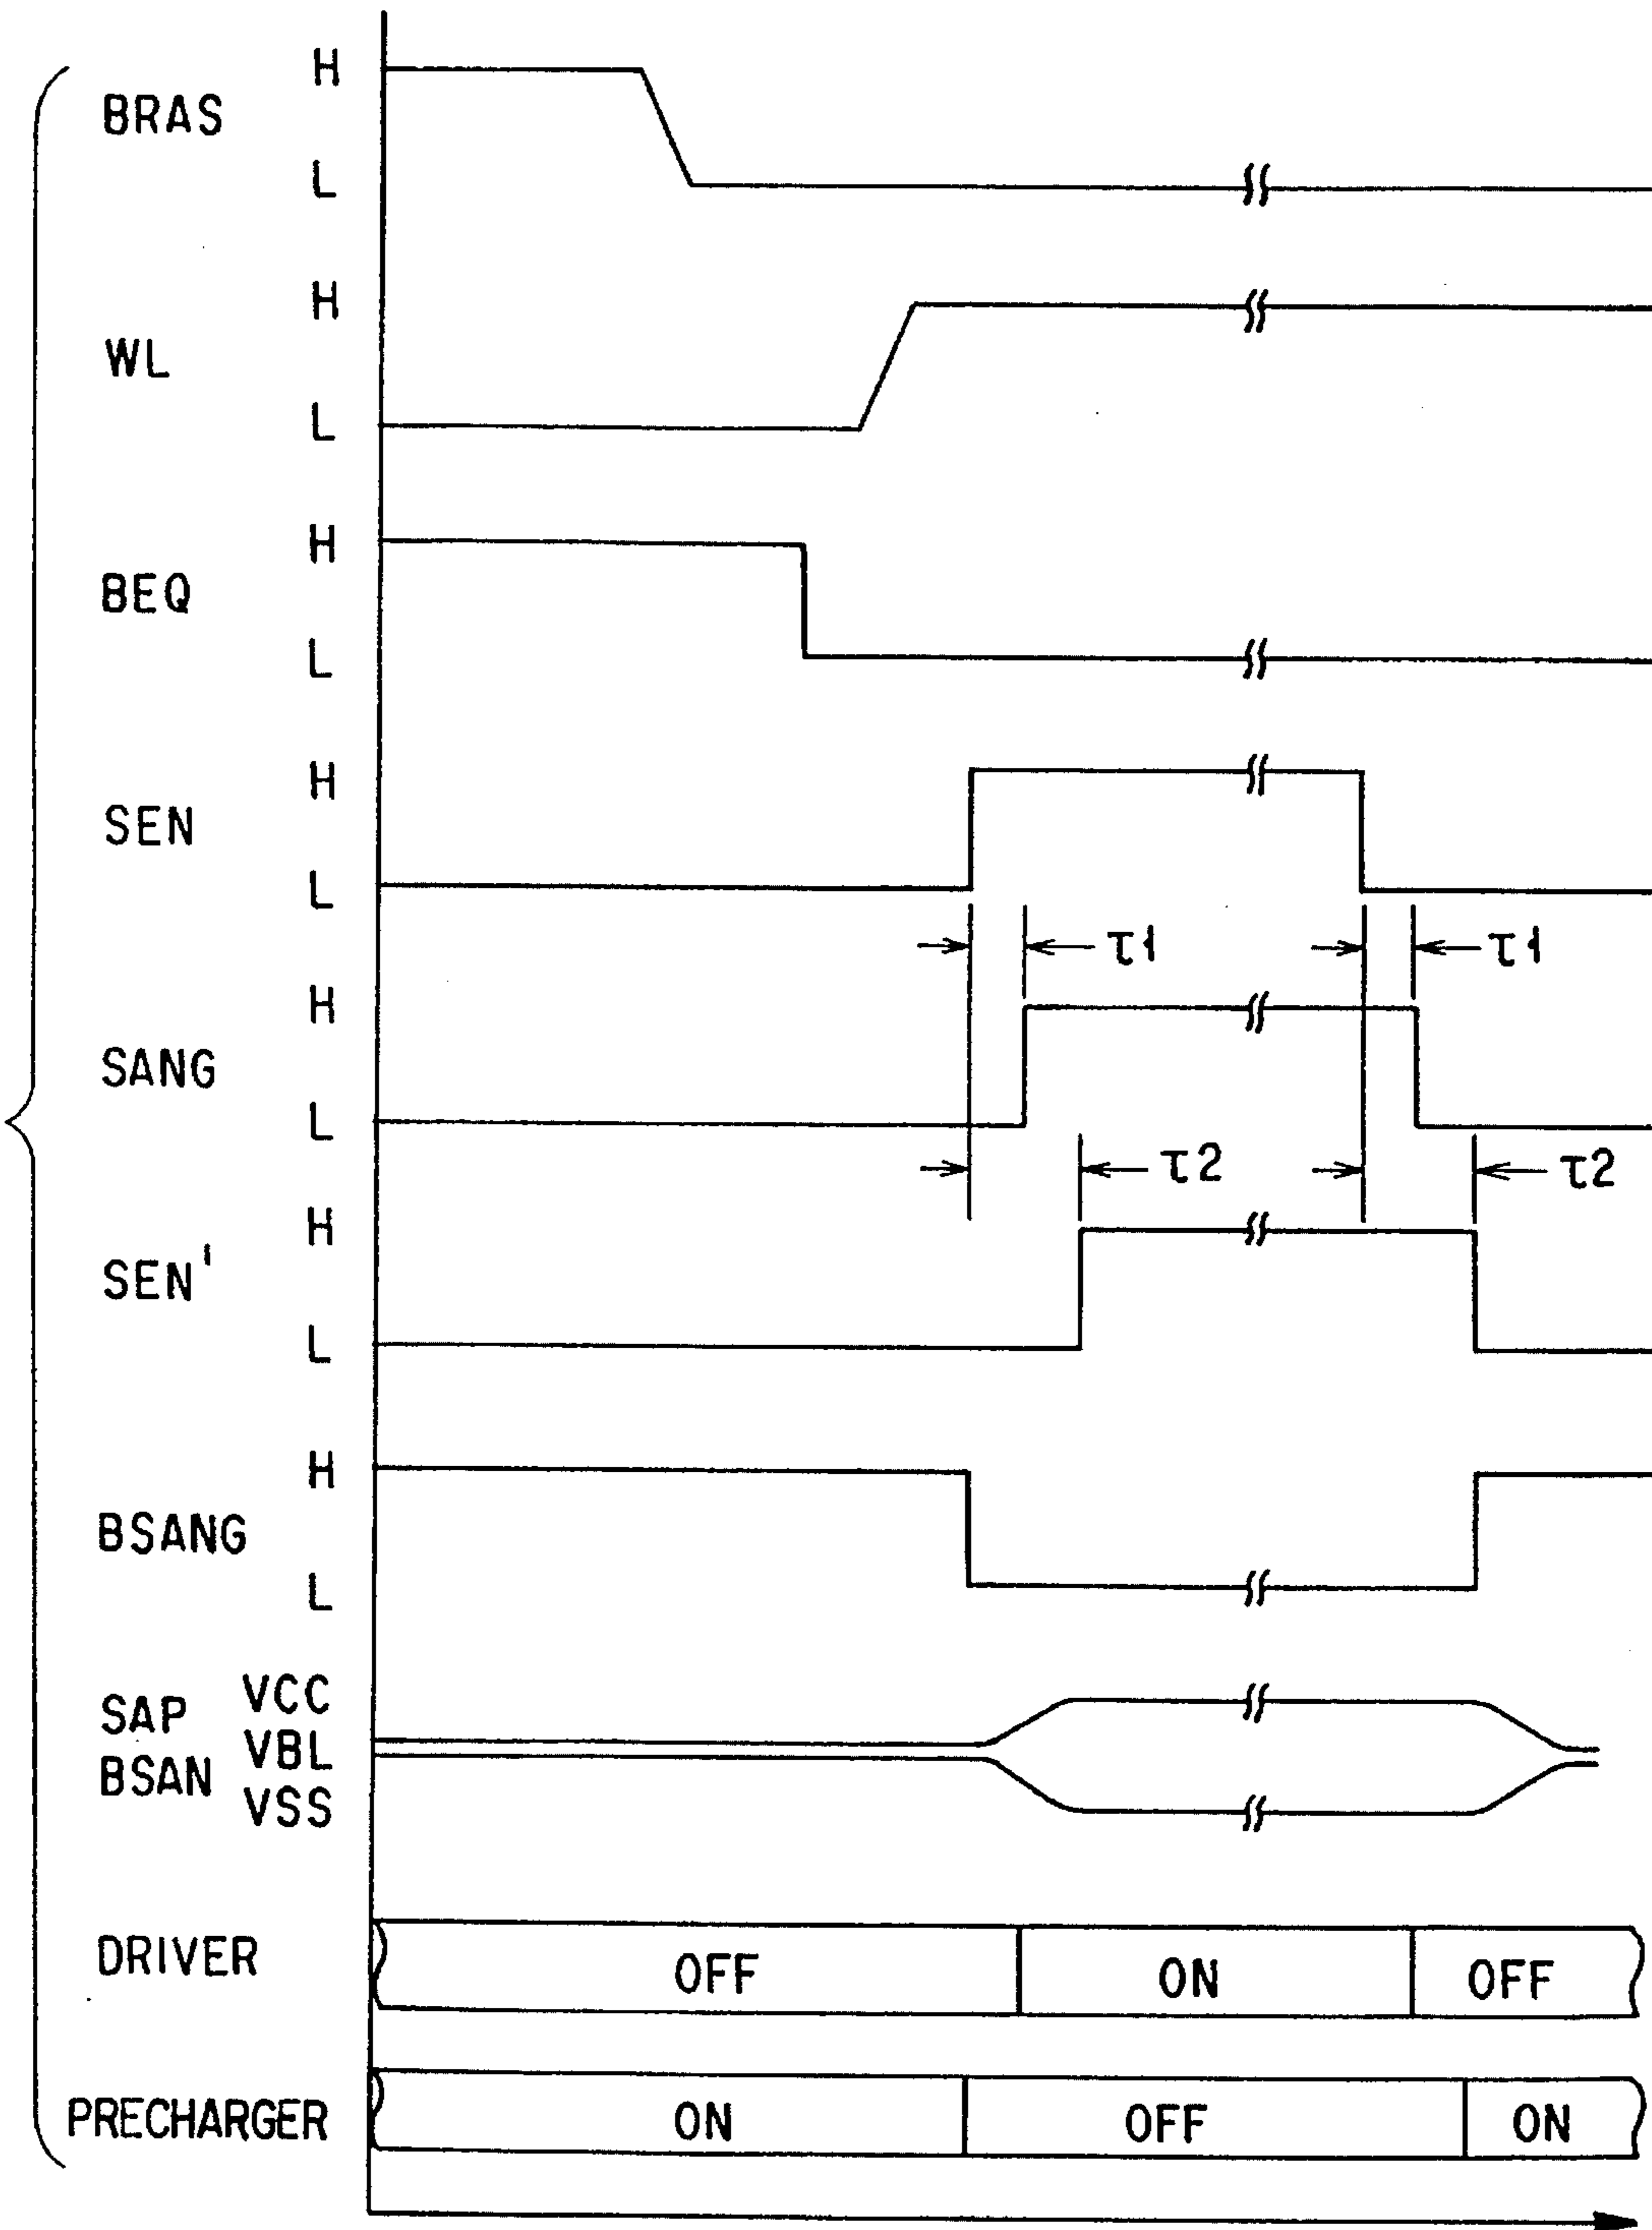 BRAS H
L
WL H
L
BEQ H
L
SEN H
L
τ1 τ1
SANG H
L
τ2 τ2
SEN' H
L
BSANG H
L
SAP VCC
VBL
BSAN
VSS
DRIVER OFF ON OFF
PRECHARGER ON OFF ON